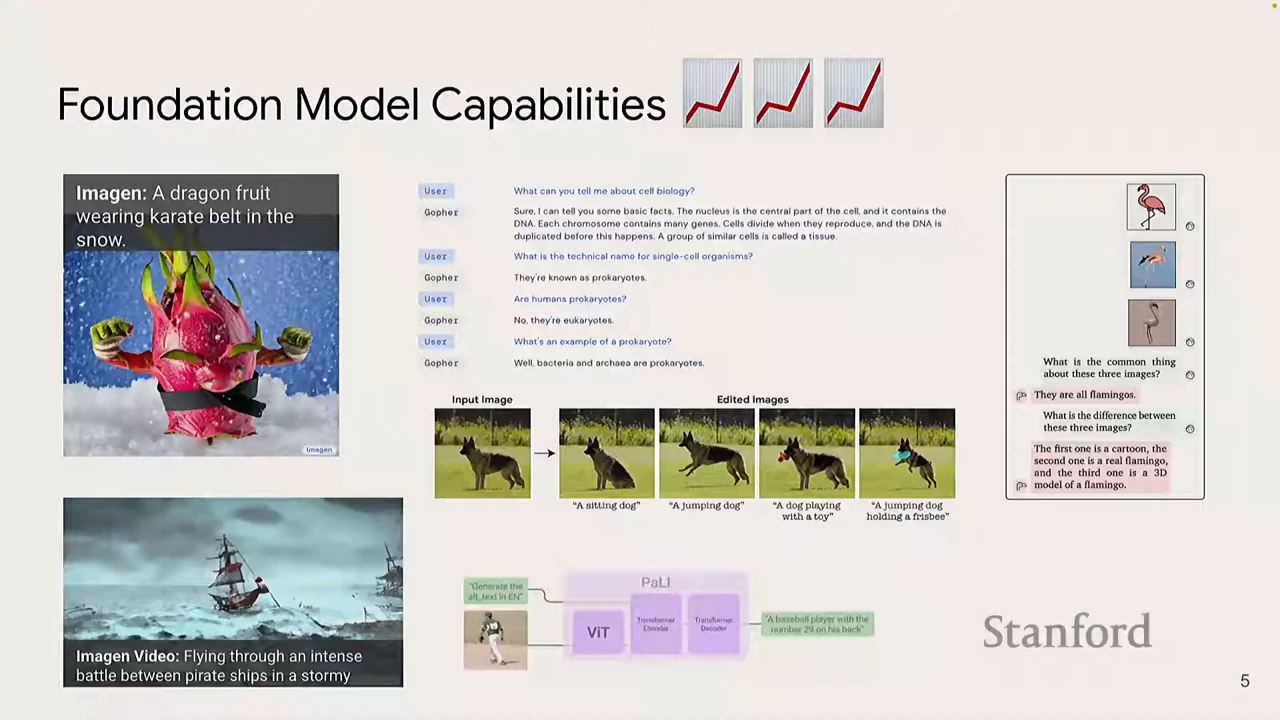 Foundation Model Capabilities
Imagen: A dragon fruit
wearing karate belt in the
snow.
Imagen
Imagen Video: Flying through an intense
battle between pirate ships in a stormy
User
What can you tell me about cell biology?
Gopher
Sure, I can tell you some basic facts. The nucleus is the central part of the cell, and it contains the
DNA. Each chromosome contains many genes. Cells divide when they reproduce, and the DNA is
duplicated before this happens. A group of similar cells is called a tissue.
User
What is the technical name for single-cell organisms?
Gopher
They're known as prokaryotes.
User
Are humans prokaryotes?
Gopher
No, they're eukaryotes.
User
What's an example of a prokaryote?
Gopher
Well, bacteria and archaea are prokaryotes.
Input Image
Edited Images
"A sitting dog"
"A jumping dog"
"A dog playing
with a toy"
"A jumping dog
holding a frisbee"
PaLI
"Generate the
alt_text in EN"
ViT
Transformer
Encoder
Transformer
Decoder
"A baseball player with the
number 29 on his back"
What is the common thing
about these three images?
They are all flamingos.
What is the difference between
these three images?
The first one is a cartoon, the
second one is a real flamingo,
and the third one is a 3D
model of a flamingo.
Stanford
5